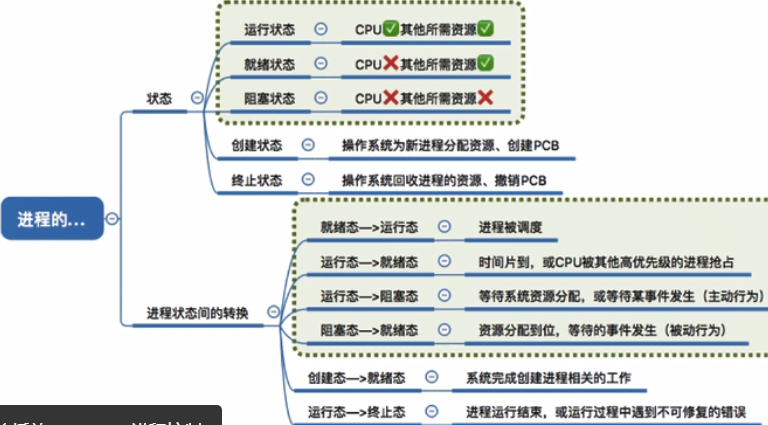 运行状态 CPU✅其他所需资源✅
就绪状态 CPU❌其他所需资源✅
阻塞状态 CPU❌其他所需资源❌
状态
创建状态 操作系统为新进程分配资源、创建PCB
终止状态 操作系统回收进程的资源、撤销PCB
进程的...
就绪态—>运行态 进程被调度
运行态—>就绪态 时间片到，或CPU被其他高优先级的进程抢占
运行态—>阻塞态 等待系统资源分配，或等待某事件发生（主动行为）
进程状态间的转换
阻塞态—>就绪态 资源分配到位，等待的事件发生（被动行为）
创建态—>就绪态 系统完成创建进程相关的工作
运行态—>终止态 进程运行结束，或运行过程中遇到不可修复的错误